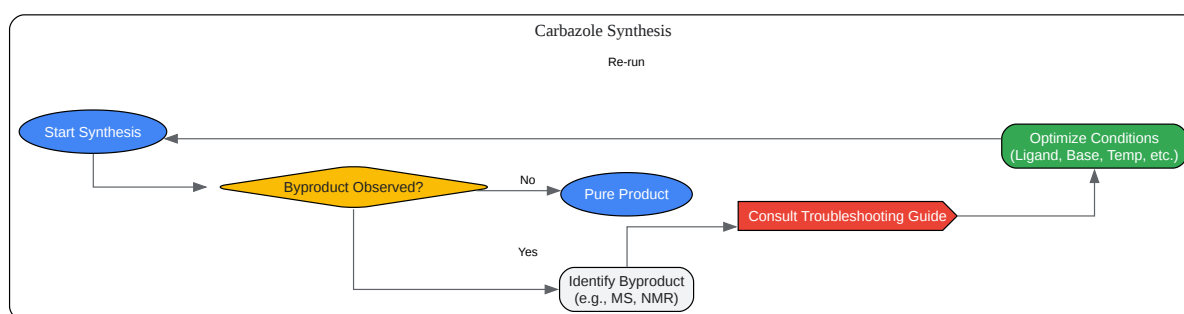 Carbazole Synthesis
Re-run
Start Synthesis
Optimize Conditions
(Ligand, Base, Temp, etc.)
Byproduct Observed?
No
Pure Product
Consult Troubleshooting Guide
Yes
Identify Byproduct
(e.g., MS, NMR)